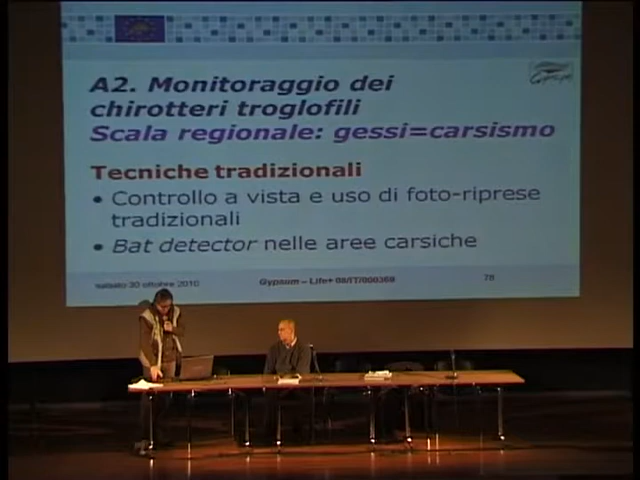 A2. Monitoraggio dei
chirotteri troglofili
Scala regionale: gessi=carsismo
Tecniche tradizionali
• Controllo a vista e uso di foto-riprese
tradizionali
• Bat detector nelle aree carsiche
sabato 30 ottobre 2010 Gypsum – Life+ 08/IT/000369 78